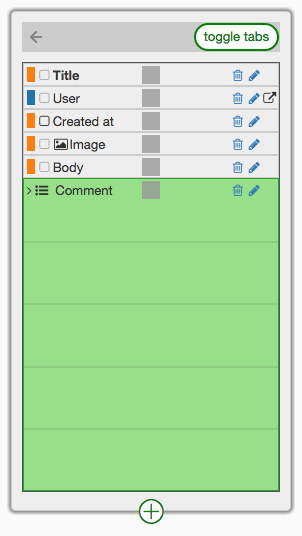 toggle tabs
Title
User
Created at
Image
Body
Comment